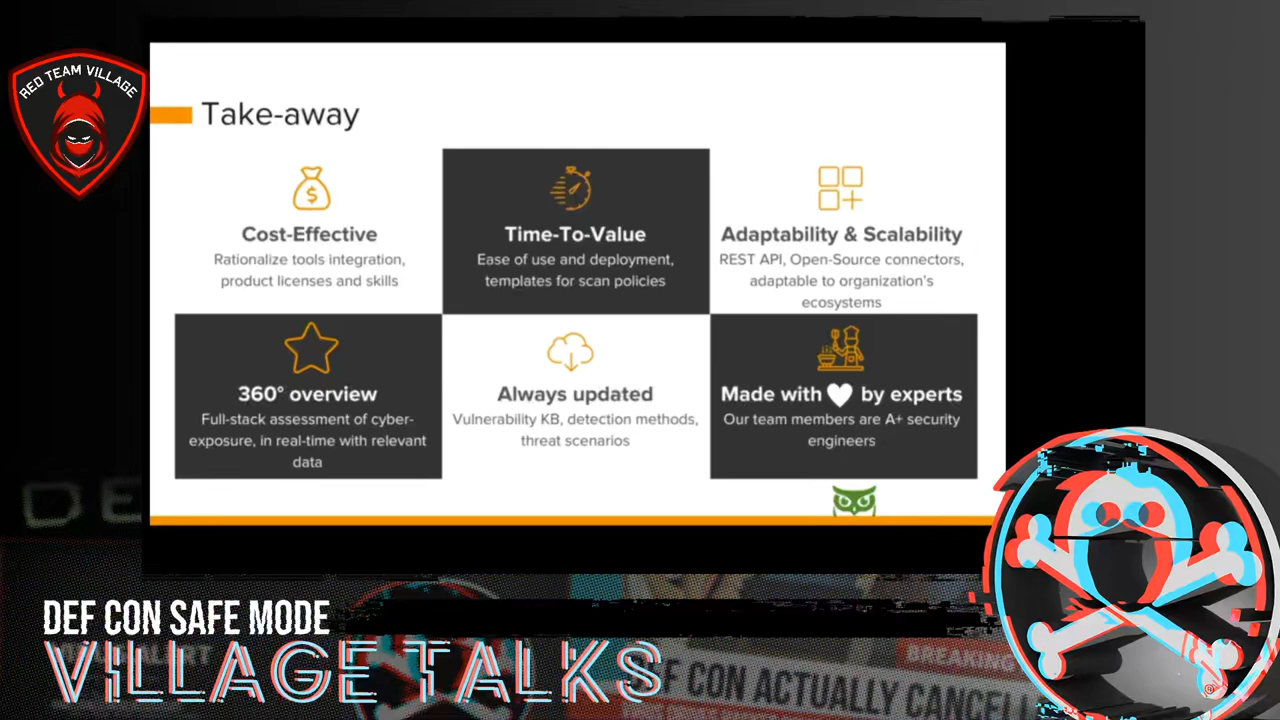 RED TEAM VILLAGE
Take-away
$
Cost-Effective
Rationalize tools integration,
product licenses and skills
Time-To-Value
Ease of use and deployment,
templates for scan policies
Adaptability & Scalability
REST API, Open-Source connectors,
adaptable to organization's
ecosystems
360° overview
Full-stack assessment of cyber-
exposure, in real-time with relevant
data
Always updated
Vulnerability KB, detection methods,
threat scenarios
Made with by experts
Our team members are A+ security
engineers
DE
DEF CON SAFE MODE
VILLAGE TALKS
BREAKING
DEF CON ACTUALLY CANCEL